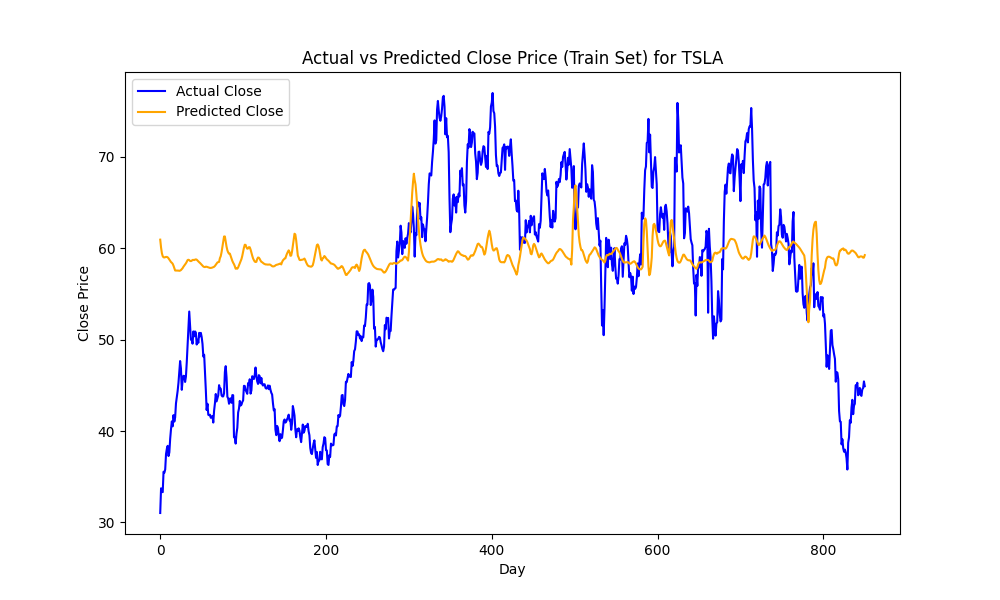 Actual vs Predicted Close Price (Train Set) for TSLA
Actual Close
Predicted Close
Close Price
70
60
50
40
30
0 200 400 600 800
Day